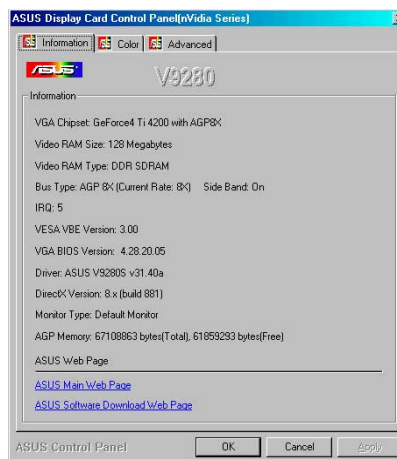 ASUS Display Card Control Panel(nVidia Series)
Information Color Advanced
ASUS V9280
Information
VGA Chipset: GeForce4 Ti 4200 with AGP8X
Video RAM Size: 128 Megabytes
Video RAM Type: DDR SDRAM
Bus Type: AGP 8X (Current Rate: 8X) Side Band: On
IRQ: 5
VESA VBE Version: 3.00
VGA BIOS Version: 4.28.20.05
Driver: ASUS V9280S v31.40a
DirectX Version: 8.x (build 881)
Monitor Type: Default Monitor
AGP Memory: 67108863 bytes(Total), 61859293 bytes(Free)
ASUS Web Page
ASUS Main Web Page
ASUS Software Download Web Page
ASUS Control Panel OK Cancel Apply